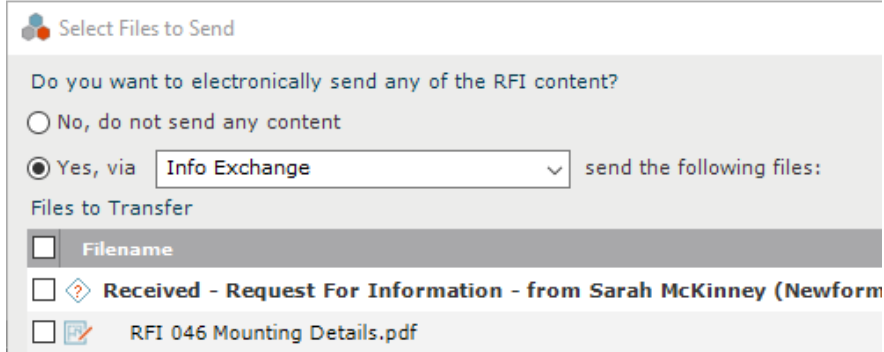 Select Files to Send
Do you want to electronically send any of the RFI content?
No, do not send any content
Yes, via Info Exchange send the following files:
Files to Transfer
Filename
Received - Request For Information - from Sarah McKinney (Newform
RFI 046 Mounting Details.pdf